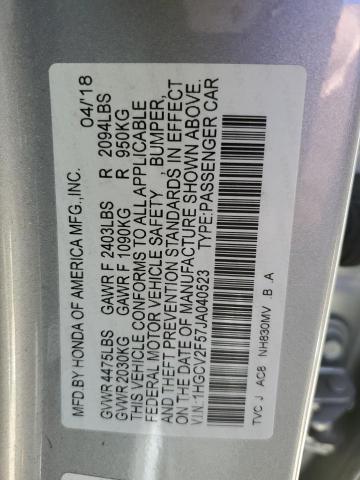 MFD BY HONDA OF AMERICA MFG.,INC. 04/18
GVWR 4475LBS GAWR F 2403LBS R 2094LBS
GVWR 2030KG GAWR F 1090KG R 950KG
THIS VEHICLE CONFORMS TO ALL APPLICABLE
FEDERAL MOTOR VEHICLE SAFETY , BUMPER,
AND THEFT PREVENTION STANDARDS IN EFFECT
ON THE DATE OF MANUFACTURE SHOWN ABOVE.
V.I.N.:1HGCV2F57JA040523 TYPE:PASSENGER CAR
TVC J AC8 NH830MV .B .A